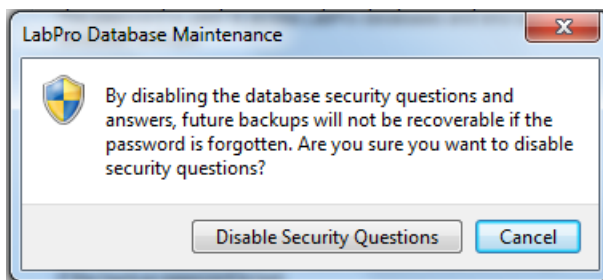 LabPro Database Maintenance
By disabling the database security questions and
answers, future backups will not be recoverable if the
password is forgotten. Are you sure you want to disable
security questions?
Disable Security Questions Cancel